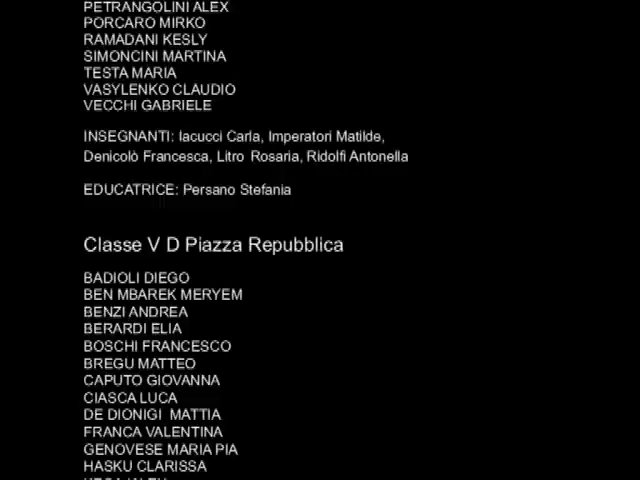 PETRANGOLINI ALEX
PORCARO MIRKO
RAMADANI KESLY
SIMONCINI MARTINA
TESTA MARIA
VASYLENKO CLAUDIO
VECCHI GABRIELE
INSEGNANTI: Iacucci Carla, Imperatori Matilde,
Denicolò Francesca, Litro Rosaria, Ridolfi Antonella
EDUCATRICE: Persano Stefania
Classe V D Piazza Repubblica
BADIOLI DIEGO
BEN MBAREK MERYEM
BENZI ANDREA
BERARDI ELIA
BOSCHI FRANCESCO
BREGU MATTEO
CAPUTO GIOVANNA
CIASCA LUCA
DE DIONIGI MATTIA
FRANCA VALENTINA
GENOVESE MARIA PIA
HASKU CLARISSA